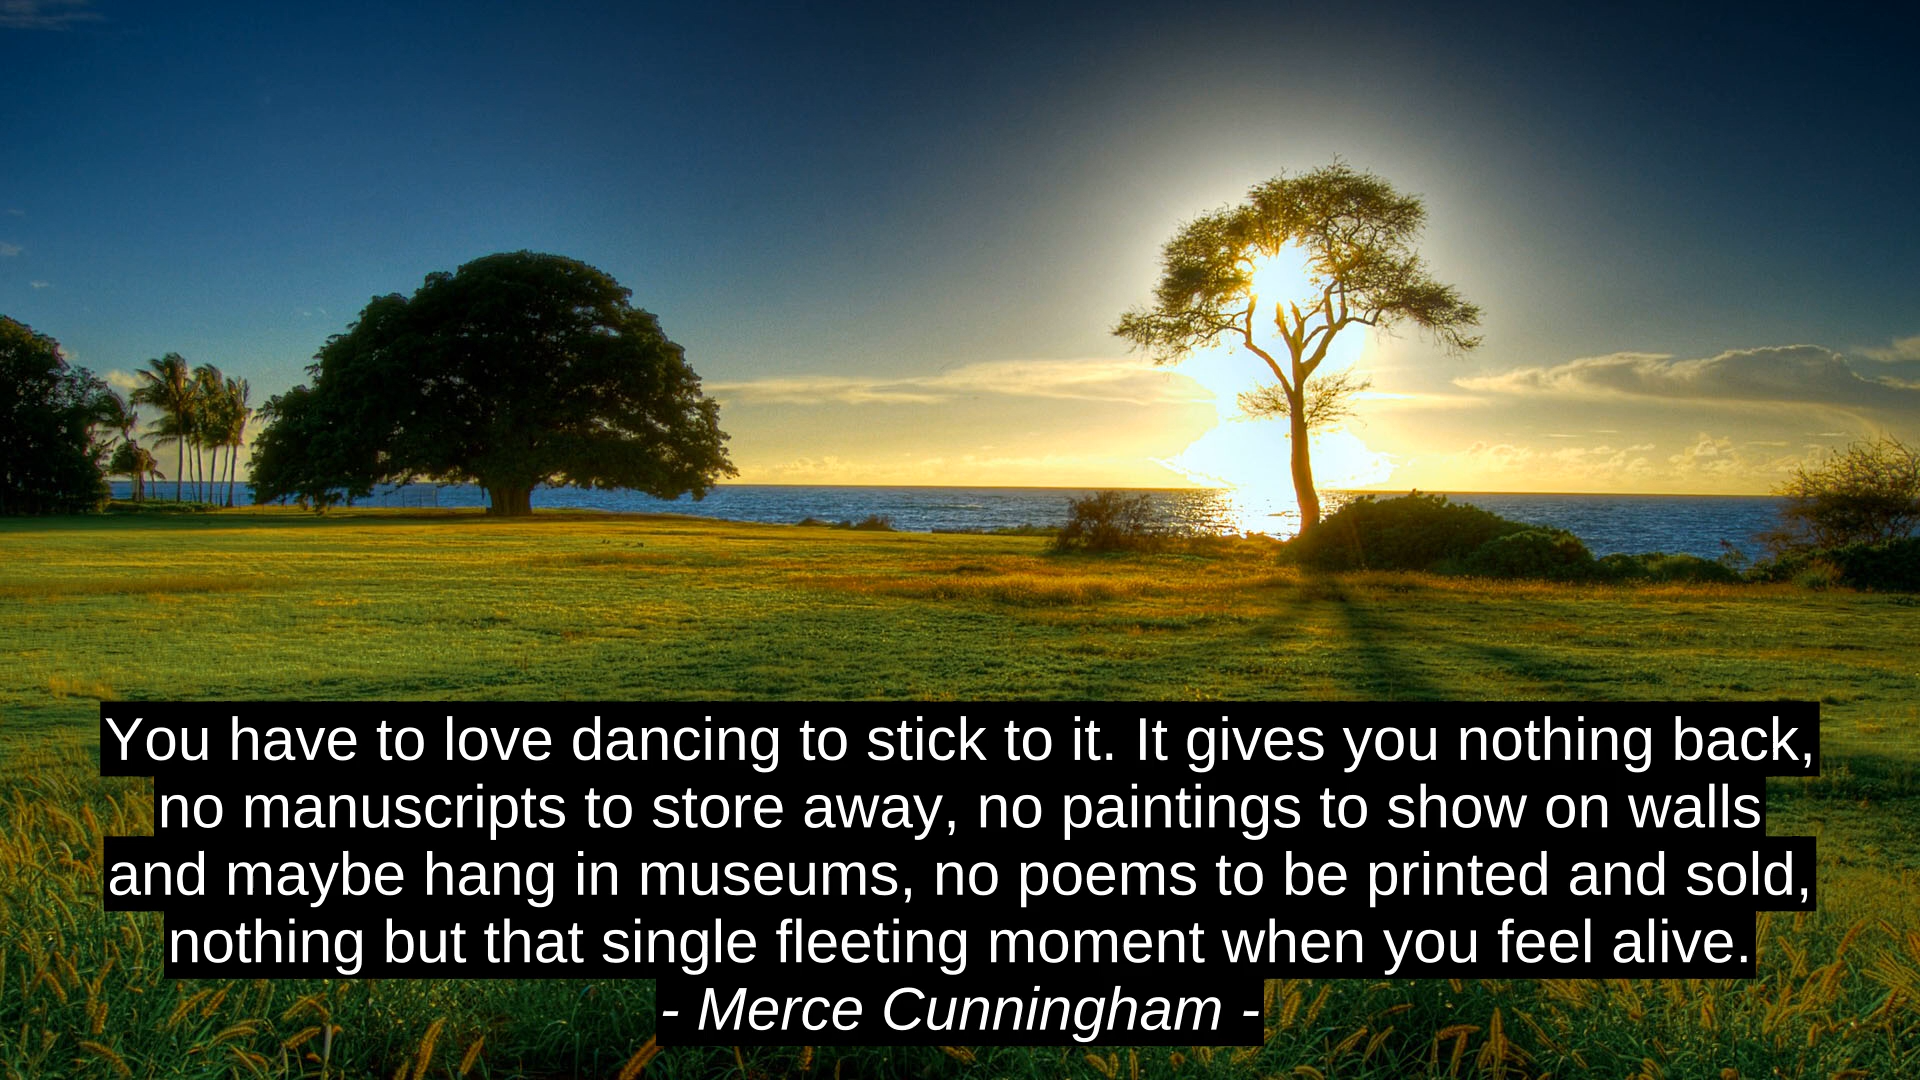 You have to love dancing to stick to it. It gives you nothing back,
no manuscripts to store away, no paintings to show on walls
and maybe hang in museums, no poems to be printed and sold,
nothing but that single fleeting moment when you feel alive.
- Merce Cunningham -